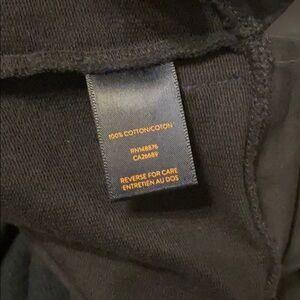 100% COTTON/COTON
RN148876
CA26689
REVERSE FOR CARE
ENTRETIEN AU DOS